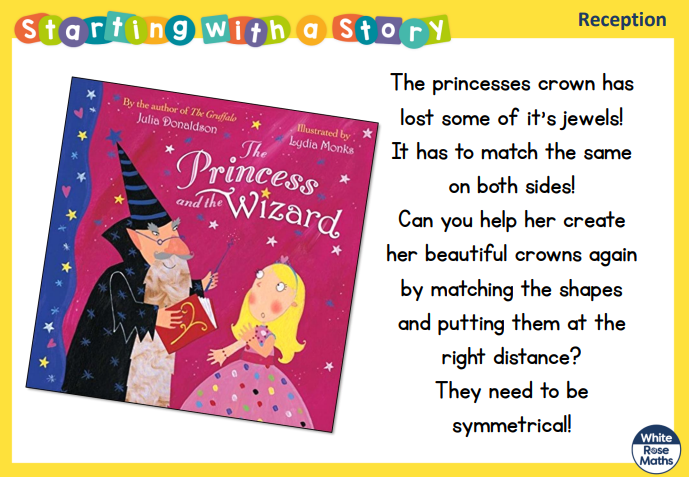 Starting with a Story
Reception
By the author of The Gruffalo
Julia Donaldson
Illustrated by
Lydia Monks
The
Princess
and the Wizard
The princesses crown has
lost some of it's jewels!
It has to match the same
on both sides!
Can you help her create
her beautiful crowns again
by matching the shapes
and putting them at the
right distance?
They need to be
symmetrical!
White
Rose
Maths